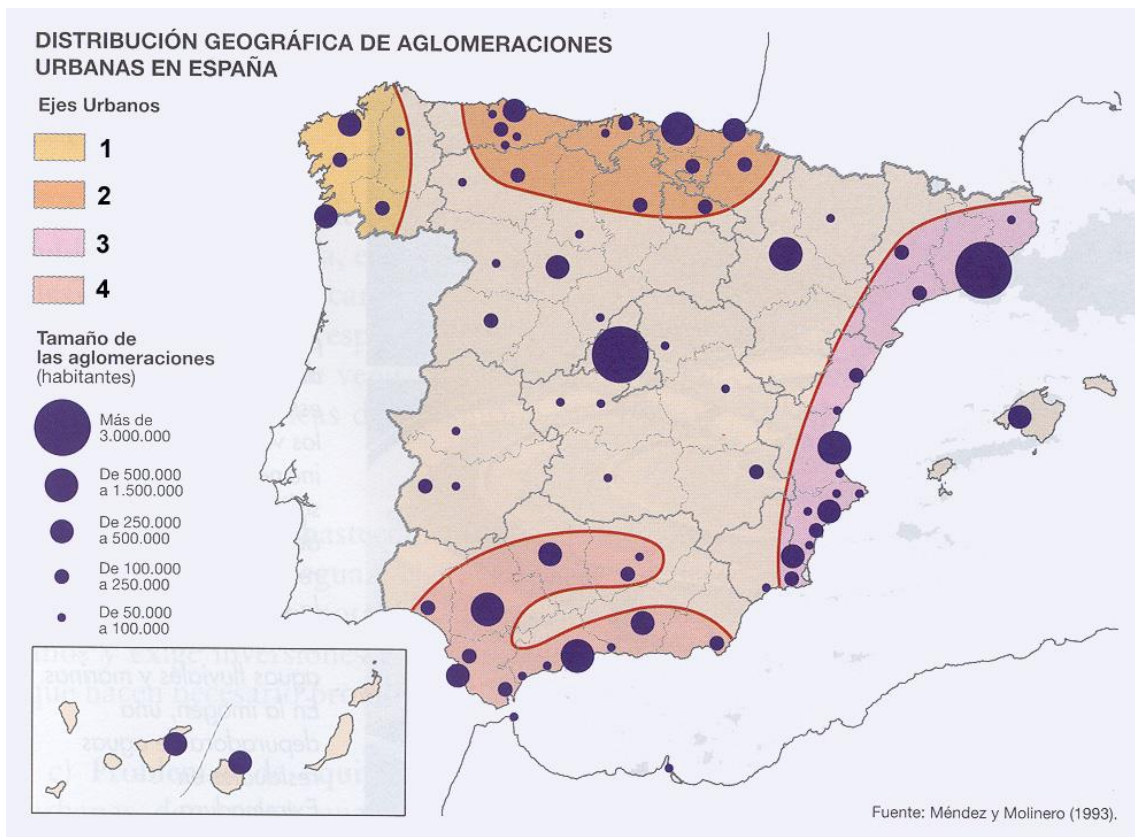 DISTRIBUCIÓN GEOGRÁFICA DE AGLOMERACIONES
URBANAS EN ESPAÑA
Ejes Urbanos
1
2
3
4
Tamaño de
las aglomeraciones
(habitantes)
Más de
3.000.000
De 500.000
a 1.500.000
De 250.000
a 500.000
De 100.000
a 250.000
De 50.000
a 100.000
Fuente: Méndez y Molinero (1993).